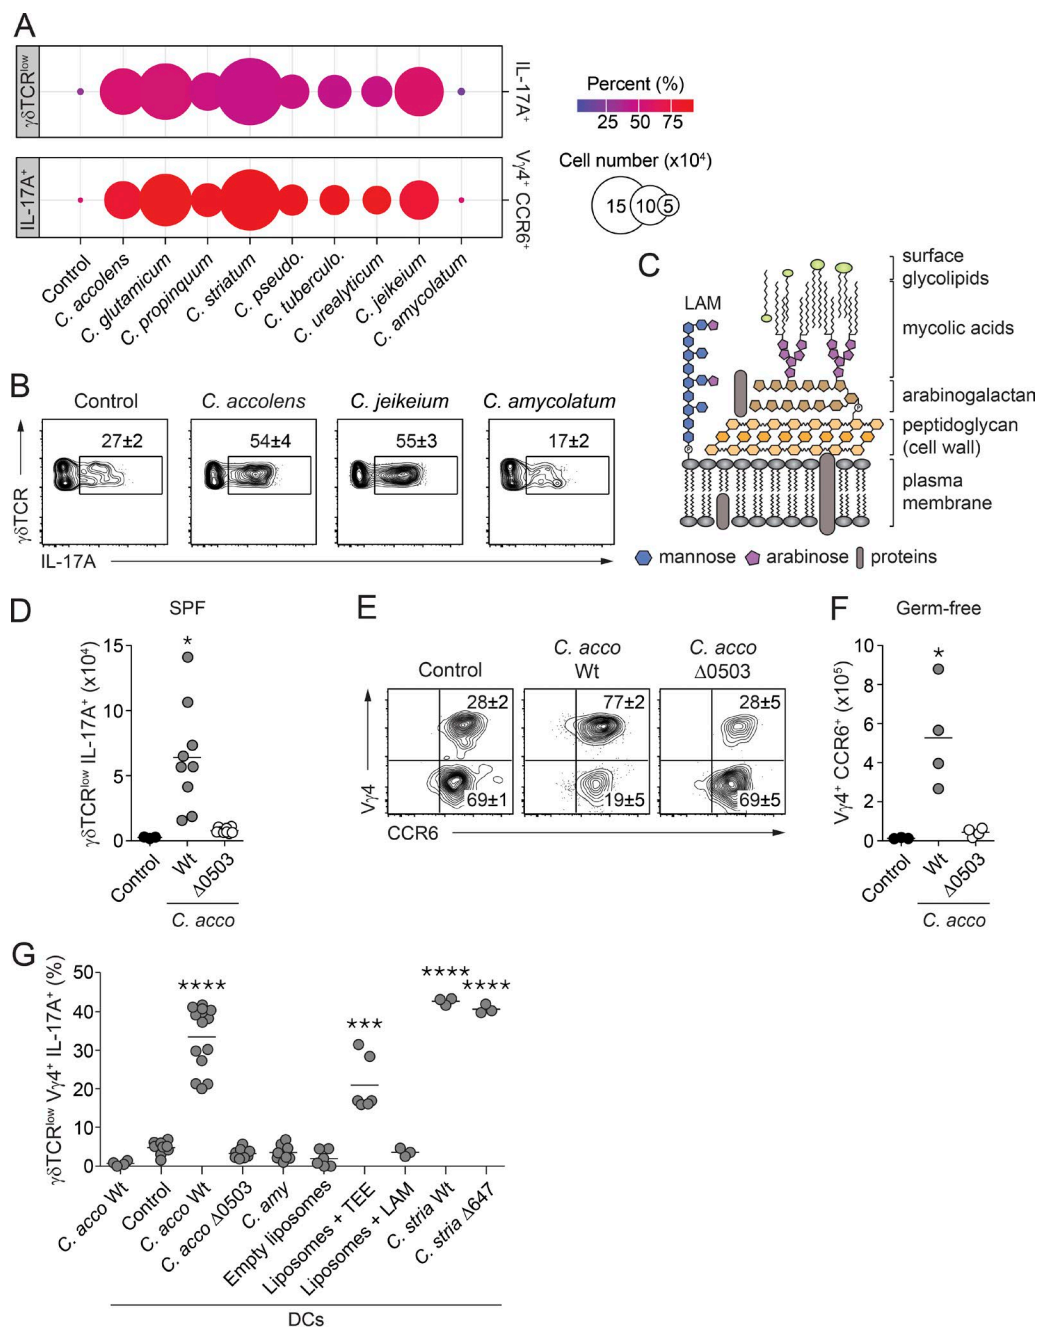 A
γδTCRlow
IL-17A+
IL-17A+
Vγ4+ CCR6+
Control
C. accolens
C. glutamicum
C. propinquum
C. striatum
C. pseudo.
C. tuberculo.
C. urealyticum
C. jeikeium
C. amycolatum
Percent (%)
25 50 75
Cell number (x10⁴)
15 10 5
B
Control
C. accolens
C. jeikeium
C. amycolatum
27±2
54±4
55±3
17±2
γδTCR
IL-17A
C
LAM
surface
glycolipids
mycolic acids
arabinogalactan
peptidoglycan
(cell wall)
plasma
membrane
P
P
mannose
arabinose
proteins
D
SPF
γδTCRlow IL-17A+ (x10⁴)
15
10
5
0
*
Control
Wt
Δ0503
C. acco
E
Control
C. acco
Wt
C. acco
Δ0503
28±2
77±2
28±5
69±1
19±5
69±5
Vγ4
CCR6
F
Germ-free
Vγ4+ CCR6+ (x10⁵)
10
8
6
4
2
0
*
Control
Wt
Δ0503
C. acco
G
γδTCRlow Vγ4+ IL-17A+ (%)
50
40
30
20
10
0
****
***
****
****
C. acco Wt
Control
C. acco Wt
C. acco Δ0503
C. amy
Empty liposomes
Liposomes + TEE
Liposomes + LAM
C. stria Wt
C. stria Δ647
DCs